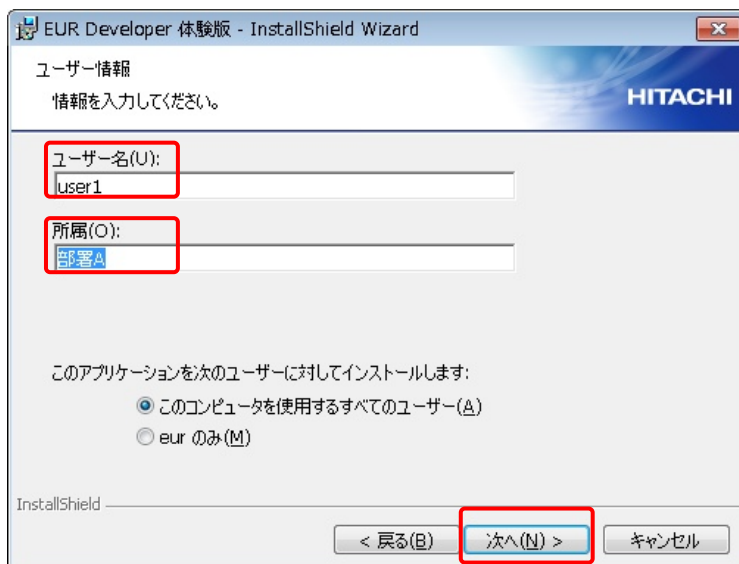 EUR Developer 体験版 - InstallShield Wizard
ユーザー情報
情報を入力してください。
HITACHI
ユーザー名(U):
user1
所属(O):
部署A
このアプリケーションを次のユーザーに対してインストールします:
このコンピュータを使用するすべてのユーザー(A)
eur のみ(M)
InstallShield
< 戻る(B) 次へ(N) > キャンセル